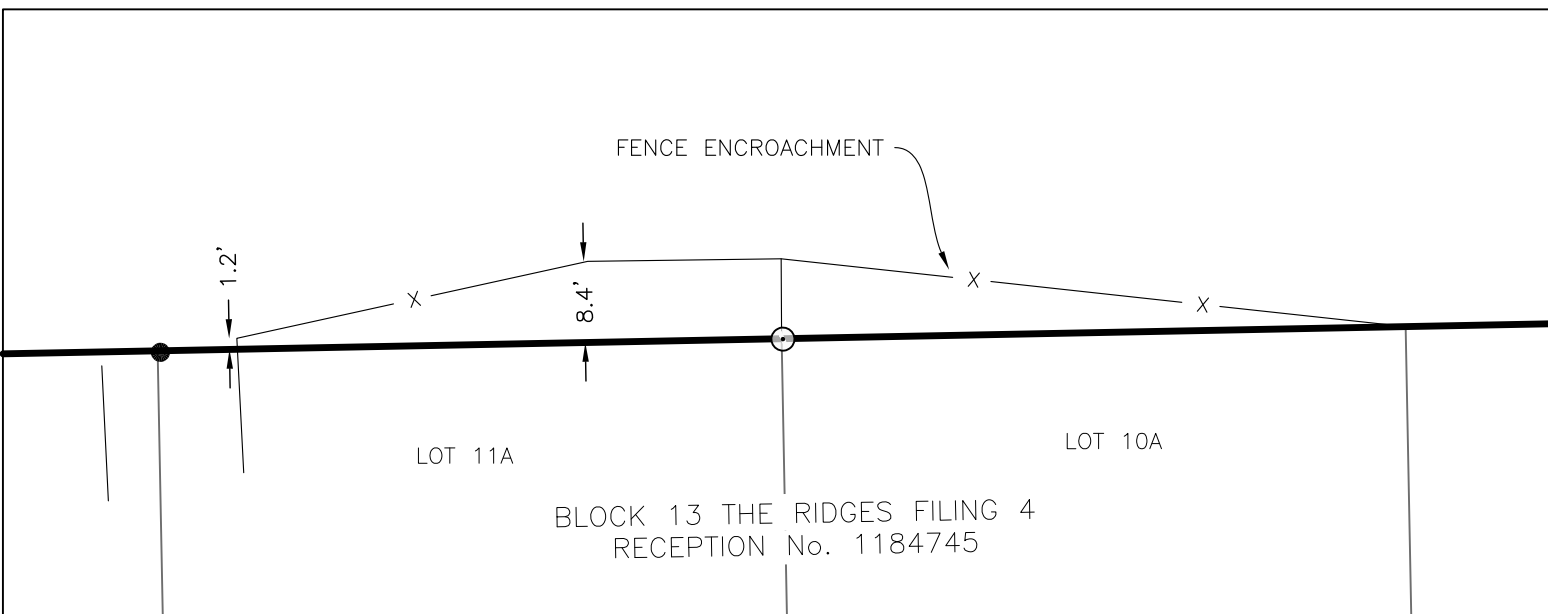 FENCE ENCROACHMENT
1.2'
8.4'
X
X
X
LOT 11A
LOT 10A
BLOCK 13 THE RIDGES FILING 4
RECEPTION No. 1184745